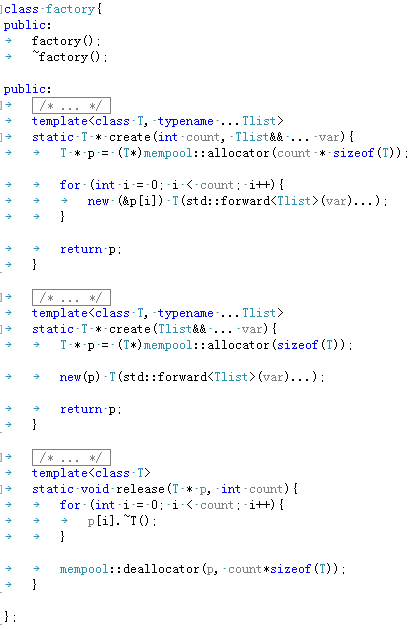 class factory{
public:
    factory();
    ~factory();

public:
    /* ... */
    template<class T, typename ...Tlist>
    static T * create(int count, Tlist&& ... var){
        T * p = (T*)mempool::allocator(count * sizeof(T));

        for (int i = 0; i < count; i++){
            new (&p[i]) T(std::forward<Tlist>(var)...);
        }

        return p;
    }

    /* ... */
    template<class T, typename ...Tlist>
    static T * create(Tlist&& ... var){
        T * p = (T*)mempool::allocator(sizeof(T));

        new(p) T(std::forward<Tlist>(var)...);

        return p;
    }

    /* ... */
    template<class T>
    static void release(T * p, int count){
        for (int i = 0; i < count; i++){
            p[i].~T();
        }

        mempool::deallocator(p, count*sizeof(T));
    }

};